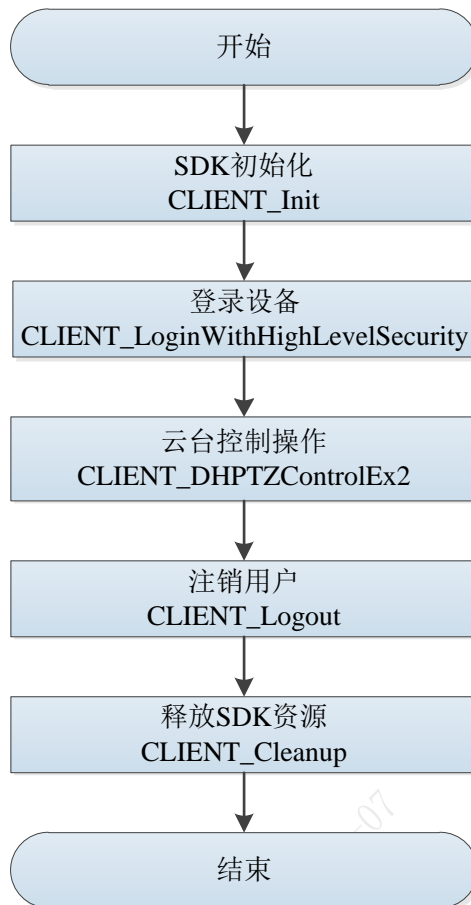 开始
SDK初始化
CLIENT_Init
登录设备
CLIENT_LoginWithHighLevelSecurity
云台控制操作
CLIENT_DHPTZControlEx2
注销用户
CLIENT_Logout
释放SDK资源
CLIENT_Cleanup
-07
结束